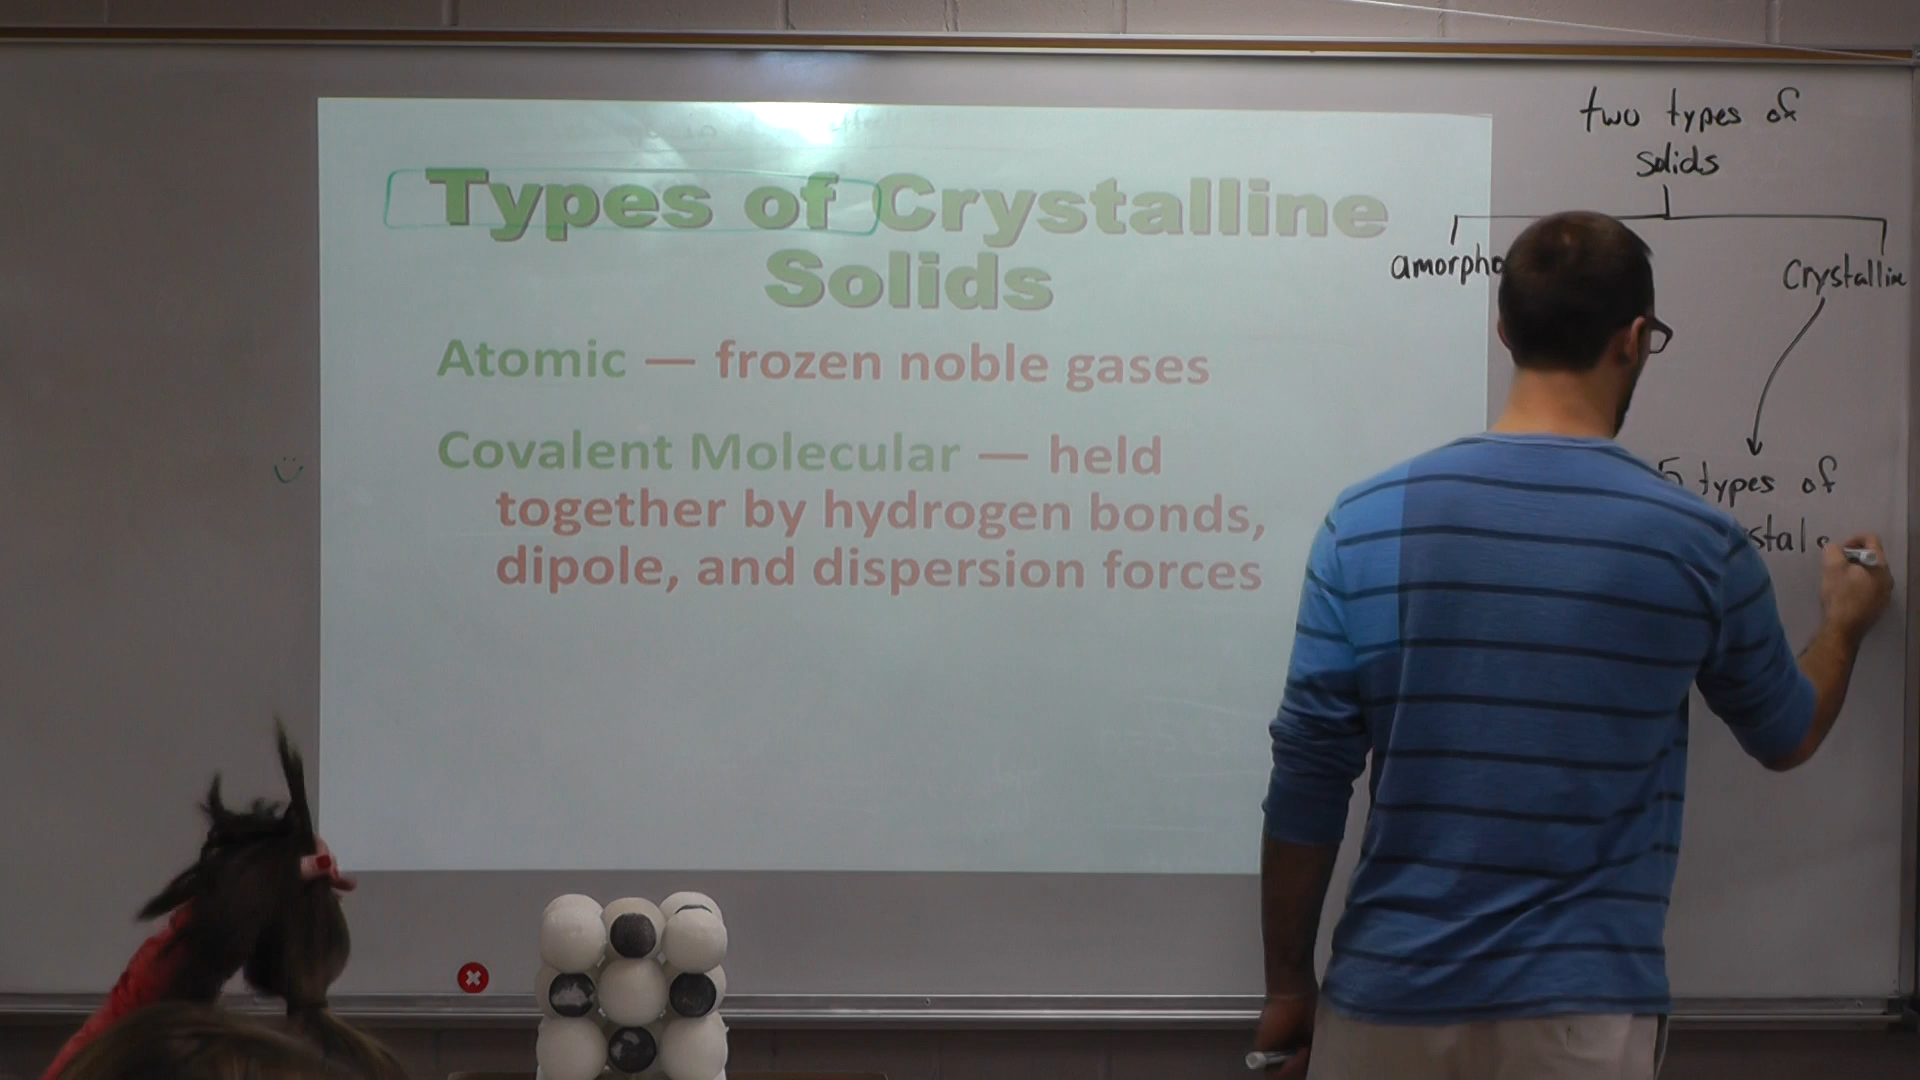 Types of Crystalline
Solids
Atomic — frozen noble gases
Covalent Molecular — held
together by hydrogen bonds,
dipole, and dispersion forces
two types of
solids
Crystalline
5 types of